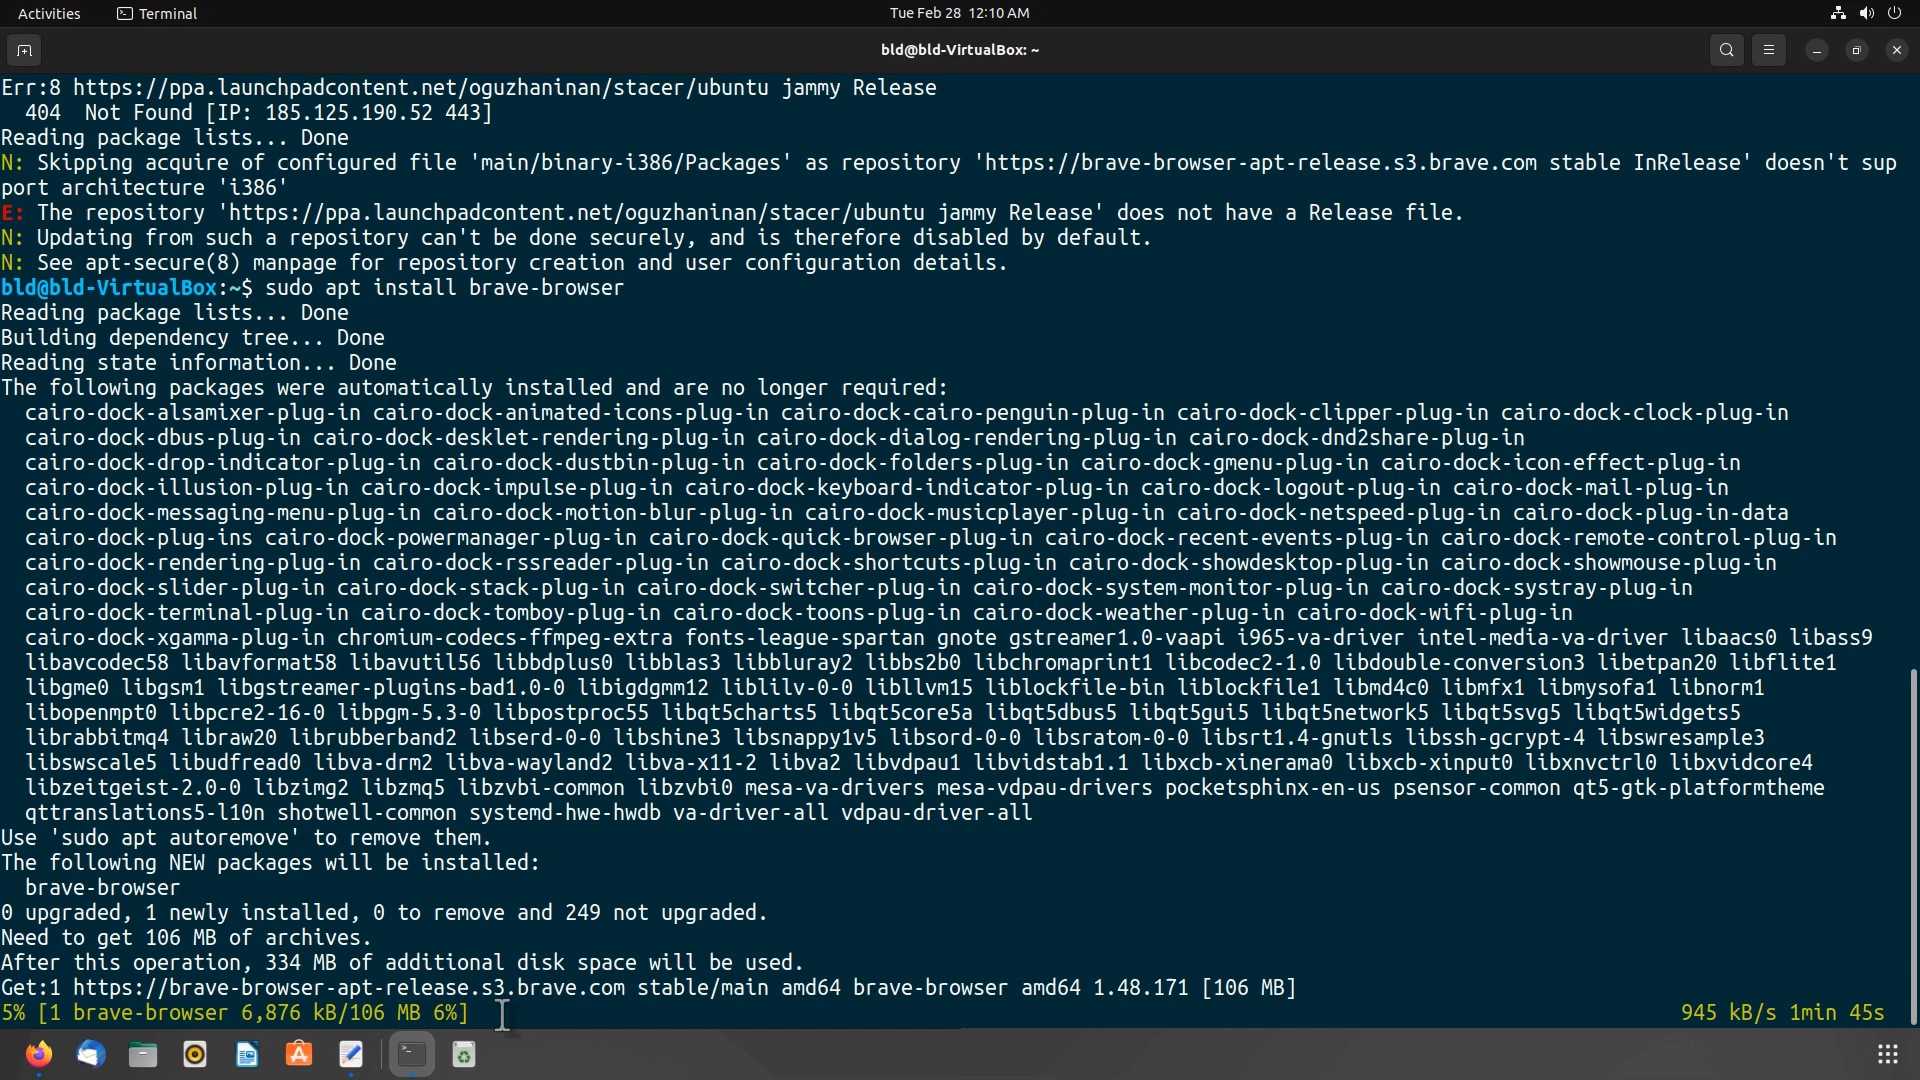 Activities
Terminal
Tue Feb 28  12:10 AM
bld@bld-VirtualBox: ~
Err:8 https://ppa.launchpadcontent.net/oguzhaninan/stacer/ubuntu jammy Release
  404  Not Found [IP: 185.125.190.52 443]
Reading package lists... Done
N: Skipping acquire of configured file 'main/binary-i386/Packages' as repository 'https://brave-browser-apt-release.s3.brave.com stable InRelease' doesn't sup
port architecture 'i386'
E: The repository 'https://ppa.launchpadcontent.net/oguzhaninan/stacer/ubuntu jammy Release' does not have a Release file.
N: Updating from such a repository can't be done securely, and is therefore disabled by default.
N: See apt-secure(8) manpage for repository creation and user configuration details.
bld@bld-VirtualBox:~$ sudo apt install brave-browser
Reading package lists... Done
Building dependency tree... Done
Reading state information... Done
The following packages were automatically installed and are no longer required:
  cairo-dock-alsamixer-plug-in cairo-dock-animated-icons-plug-in cairo-dock-cairo-penguin-plug-in cairo-dock-clipper-plug-in cairo-dock-clock-plug-in
  cairo-dock-dbus-plug-in cairo-dock-desklet-rendering-plug-in cairo-dock-dialog-rendering-plug-in cairo-dock-dnd2share-plug-in
  cairo-dock-drop-indicator-plug-in cairo-dock-dustbin-plug-in cairo-dock-folders-plug-in cairo-dock-gmenu-plug-in cairo-dock-icon-effect-plug-in
  cairo-dock-illusion-plug-in cairo-dock-impulse-plug-in cairo-dock-keyboard-indicator-plug-in cairo-dock-logout-plug-in cairo-dock-mail-plug-in
  cairo-dock-messaging-menu-plug-in cairo-dock-motion-blur-plug-in cairo-dock-musicplayer-plug-in cairo-dock-netspeed-plug-in cairo-dock-plug-in-data
  cairo-dock-plug-ins cairo-dock-powermanager-plug-in cairo-dock-quick-browser-plug-in cairo-dock-recent-events-plug-in cairo-dock-remote-control-plug-in
  cairo-dock-rendering-plug-in cairo-dock-rssreader-plug-in cairo-dock-shortcuts-plug-in cairo-dock-showdesktop-plug-in cairo-dock-showmouse-plug-in
  cairo-dock-slider-plug-in cairo-dock-stack-plug-in cairo-dock-switcher-plug-in cairo-dock-system-monitor-plug-in cairo-dock-systray-plug-in
  cairo-dock-terminal-plug-in cairo-dock-tomboy-plug-in cairo-dock-toons-plug-in cairo-dock-weather-plug-in cairo-dock-wifi-plug-in
  cairo-dock-xgamma-plug-in chromium-codecs-ffmpeg-extra fonts-league-spartan gnote gstreamer1.0-vaapi i965-va-driver intel-media-va-driver libaacs0 libass9
  libavcodec58 libavformat58 libavutil56 libbdplus0 libblas3 libbluray2 libbs2b0 libchromaprint1 libcodec2-1.0 libdouble-conversion3 libetpan20 libflite1
  libgme0 libgsm1 libgstreamer-plugins-bad1.0-0 libigdgmm12 liblilv-0-0 libllvm15 liblockfile-bin liblockfile1 libmd4c0 libmfx1 libmysofa1 libnorm1
  libopenmpt0 libpcre2-16-0 libpgm-5.3-0 libpostproc55 libqt5charts5 libqt5core5a libqt5dbus5 libqt5gui5 libqt5network5 libqt5svg5 libqt5widgets5
  librabbitmq4 libraw20 librubberband2 libserd-0-0 libshine3 libsnappy1v5 libsord-0-0 libsratom-0-0 libsrt1.4-gnutls libssh-gcrypt-4 libswresample3
  libswscale5 libudfread0 libva-drm2 libva-wayland2 libva-x11-2 libva2 libvdpau1 libvidstab1.1 libxcb-xinerama0 libxcb-xinput0 libxnvctrl0 libxvidcore4
  libzeitgeist-2.0-0 libzimg2 libzmq5 libzvbi-common libzvbi0 mesa-va-drivers mesa-vdpau-drivers pocketsphinx-en-us psensor-common qt5-gtk-platformtheme
  qttranslations5-l10n shotwell-common systemd-hwe-hwdb va-driver-all vdpau-driver-all
Use 'sudo apt autoremove' to remove them.
The following NEW packages will be installed:
  brave-browser
0 upgraded, 1 newly installed, 0 to remove and 249 not upgraded.
Need to get 106 MB of archives.
After this operation, 334 MB of additional disk space will be used.
Get:1 https://brave-browser-apt-release.s3.brave.com stable/main amd64 brave-browser amd64 1.48.171 [106 MB]
5% [1 brave-browser 6,876 kB/106 MB 6%] 945 kB/s 1min 45s